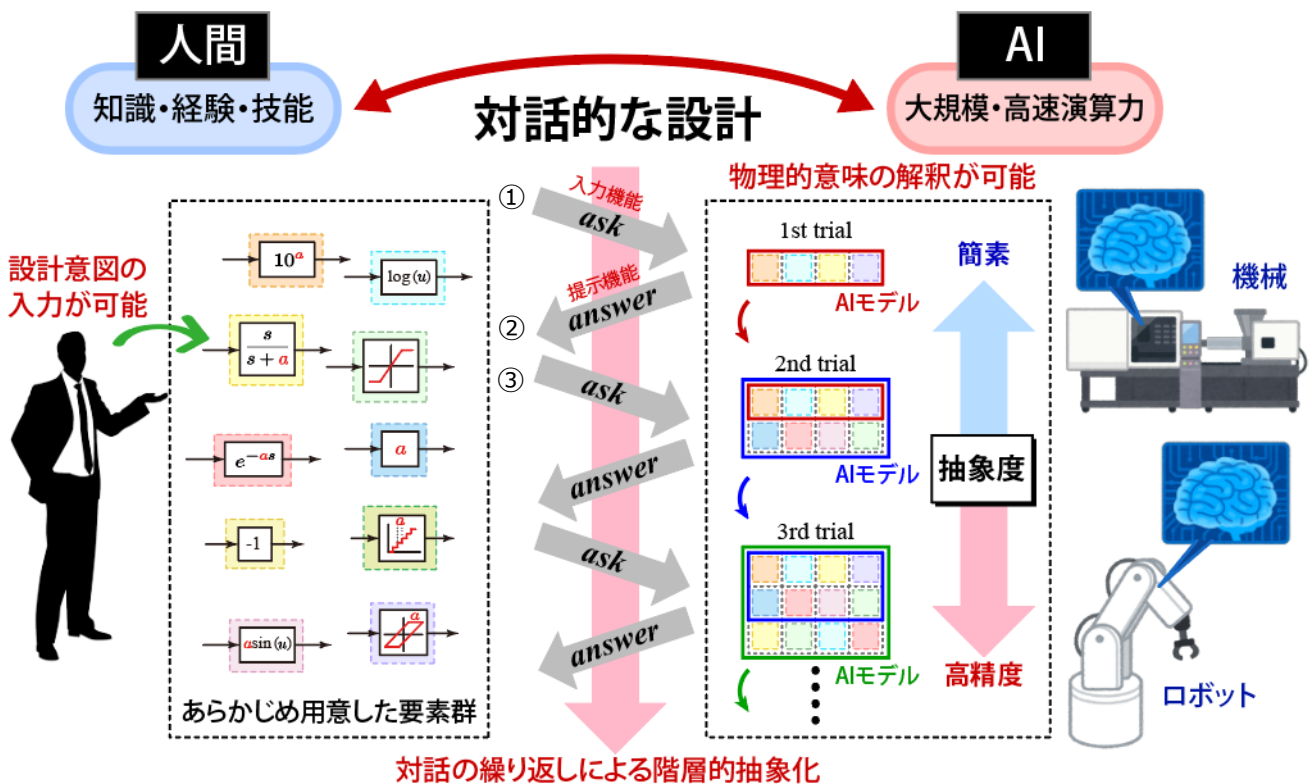 人間
知識・経験・技能
対話的な設計
AI
大規模・高速演算力
設計意図の
入力が可能
10^a
log(u)
s
s + a
e^{-as}
a
-1
a
asin(u)
a
あらかじめ用意した要素群
①
入力機能
ask
提示機能
answer
②
③
ask
answer
ask
answer
対話の繰り返しによる階層的抽象化
物理的意味の解釈が可能
1st trial
AIモデル
2nd trial
AIモデル
3rd trial
AIモデル
簡素
抽象度
高精度
機械
ロボット